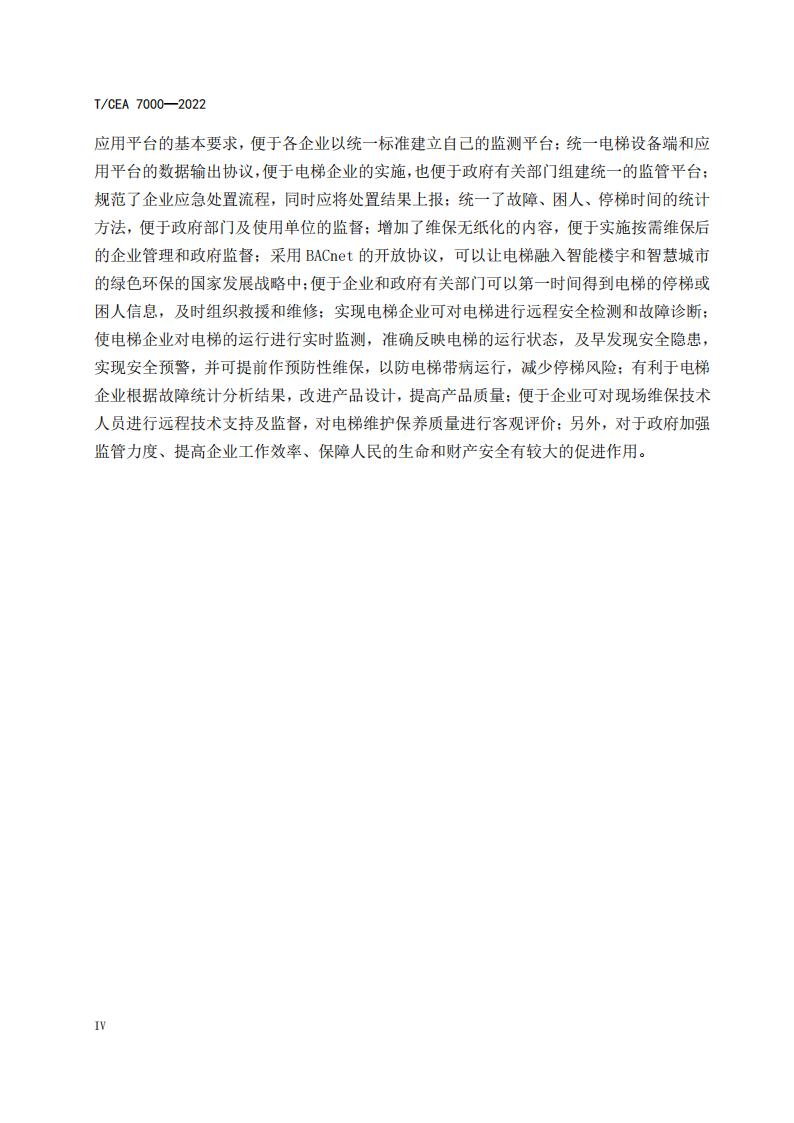 T/CEA 7000—2022
应用平台的基本要求，便于各企业以统一标准建立自己的监测平台；统一电梯设备端和应
用平台的数据输出协议，便于电梯企业的实施，也便于政府有关部门组建统一的监管平台；
规范了企业应急处置流程，同时应将处置结果上报；统一了故障、困人、停梯时间的统计
方法，便于政府部门及使用单位的监督；增加了维保无纸化的内容，便于实施按需维保后
的企业管理和政府监督；采用 BACnet 的开放协议，可以让电梯融入智能楼宇和智慧城市
的绿色环保的国家发展战略中；便于企业和政府有关部门可以第一时间得到电梯的停梯或
困人信息，及时组织救援和维修；实现电梯企业可对电梯进行远程安全检测和故障诊断；
使电梯企业对电梯的运行进行实时监测，准确反映电梯的运行状态，及早发现安全隐患，
实现安全预警，并可提前作预防性维保，以防电梯带病运行，减少停梯风险；有利于电梯
企业根据故障统计分析结果，改进产品设计，提高产品质量；便于企业可对现场维保技术
人员进行远程技术支持及监督，对电梯维护保养质量进行客观评价；另外，对于政府加强
监管力度、提高企业工作效率、保障人民的生命和财产安全有较大的促进作用。
IV